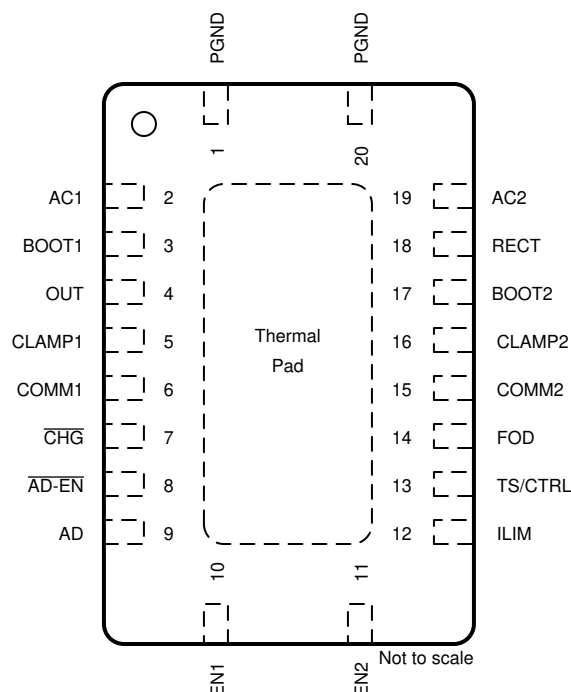 PGND
PGND
1
20
AC1
2
19
AC2
BOOT1
3
18
RECT
OUT
4
17
BOOT2
CLAMP1
5
16
CLAMP2
Thermal
Pad
COMM1
6
15
COMM2
CHG
7
14
FOD
AD-EN
8
13
TS/CTRL
AD
9
12
ILIM
10
11
EN1
EN2
Not to scale